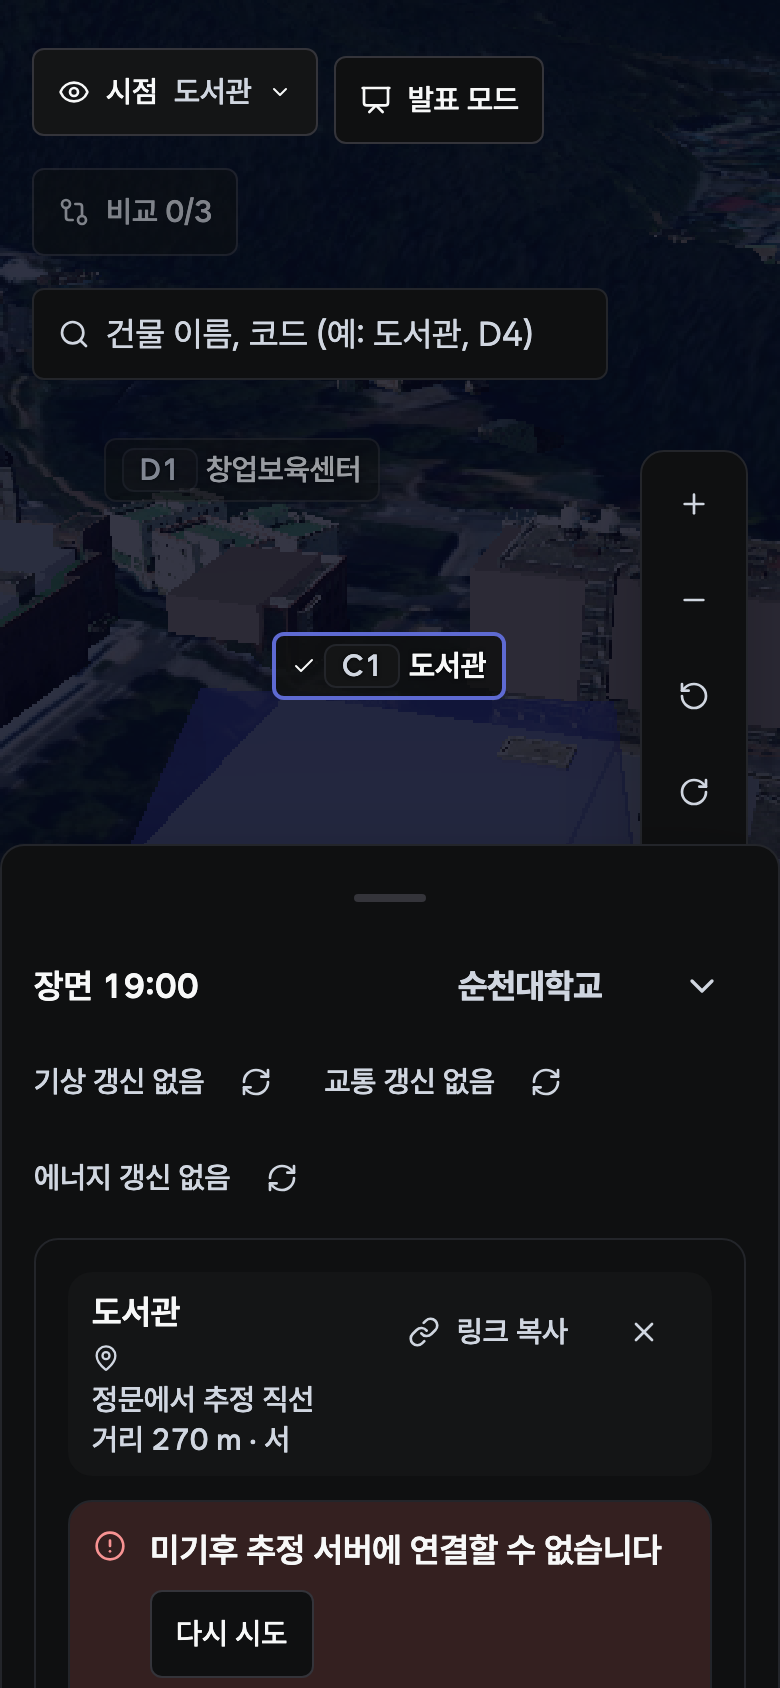 시점 도서관
발표 모드
비교 0/3
건물 이름, 코드 (예: 도서관, D4)
D1 창업보육센터
C1 도서관
장면 19:00
순천대학교
기상 갱신 없음
교통 갱신 없음
에너지 갱신 없음
도서관
링크 복사
정문에서 추정 직선
거리 270 m · 서
미기후 추정 서버에 연결할 수 없습니다
다시 시도